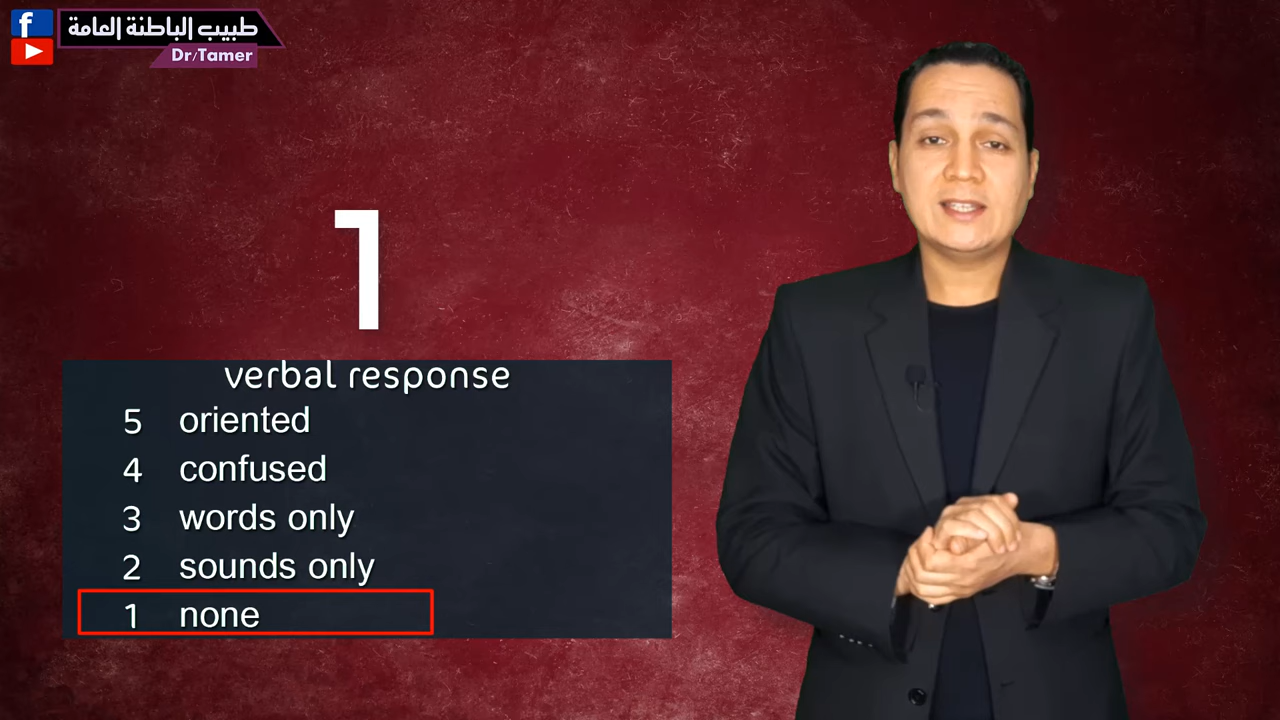 f
طبيب الباطنة العامة
Dr/Tamer
1
verbal response
5 oriented
4 confused
3 words only
2 sounds only
1 none